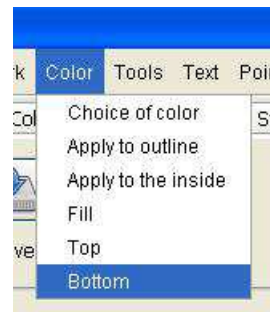 Color Tools Text
Choice of color
Apply to outline
Apply to the inside
Fill
Top
Bottom